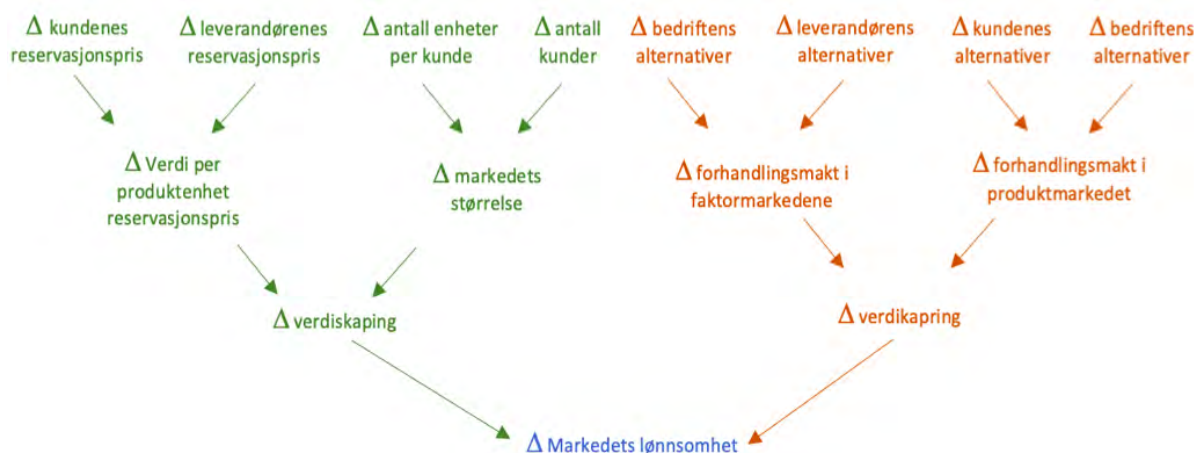 Δ kundenes
reservasjonspris
Δ leverandørenes
reservasjonspris
Δ antall enheter
per kunde
Δ antall
kunder
Δ bedriftens
alternativer
Δ leverandørens
alternativer
Δ kundenes
alternativer
Δ bedriftens
alternativer
Δ Verdi per
produktenhet
reservasjonspris
Δ markedets
størrelse
Δ forhandlingsmakt i
faktormarkedene
Δ forhandlingsmakt i
produktmarkedet
Δ verdiskaping
Δ verdikapring
Δ Markedets lønnsomhet